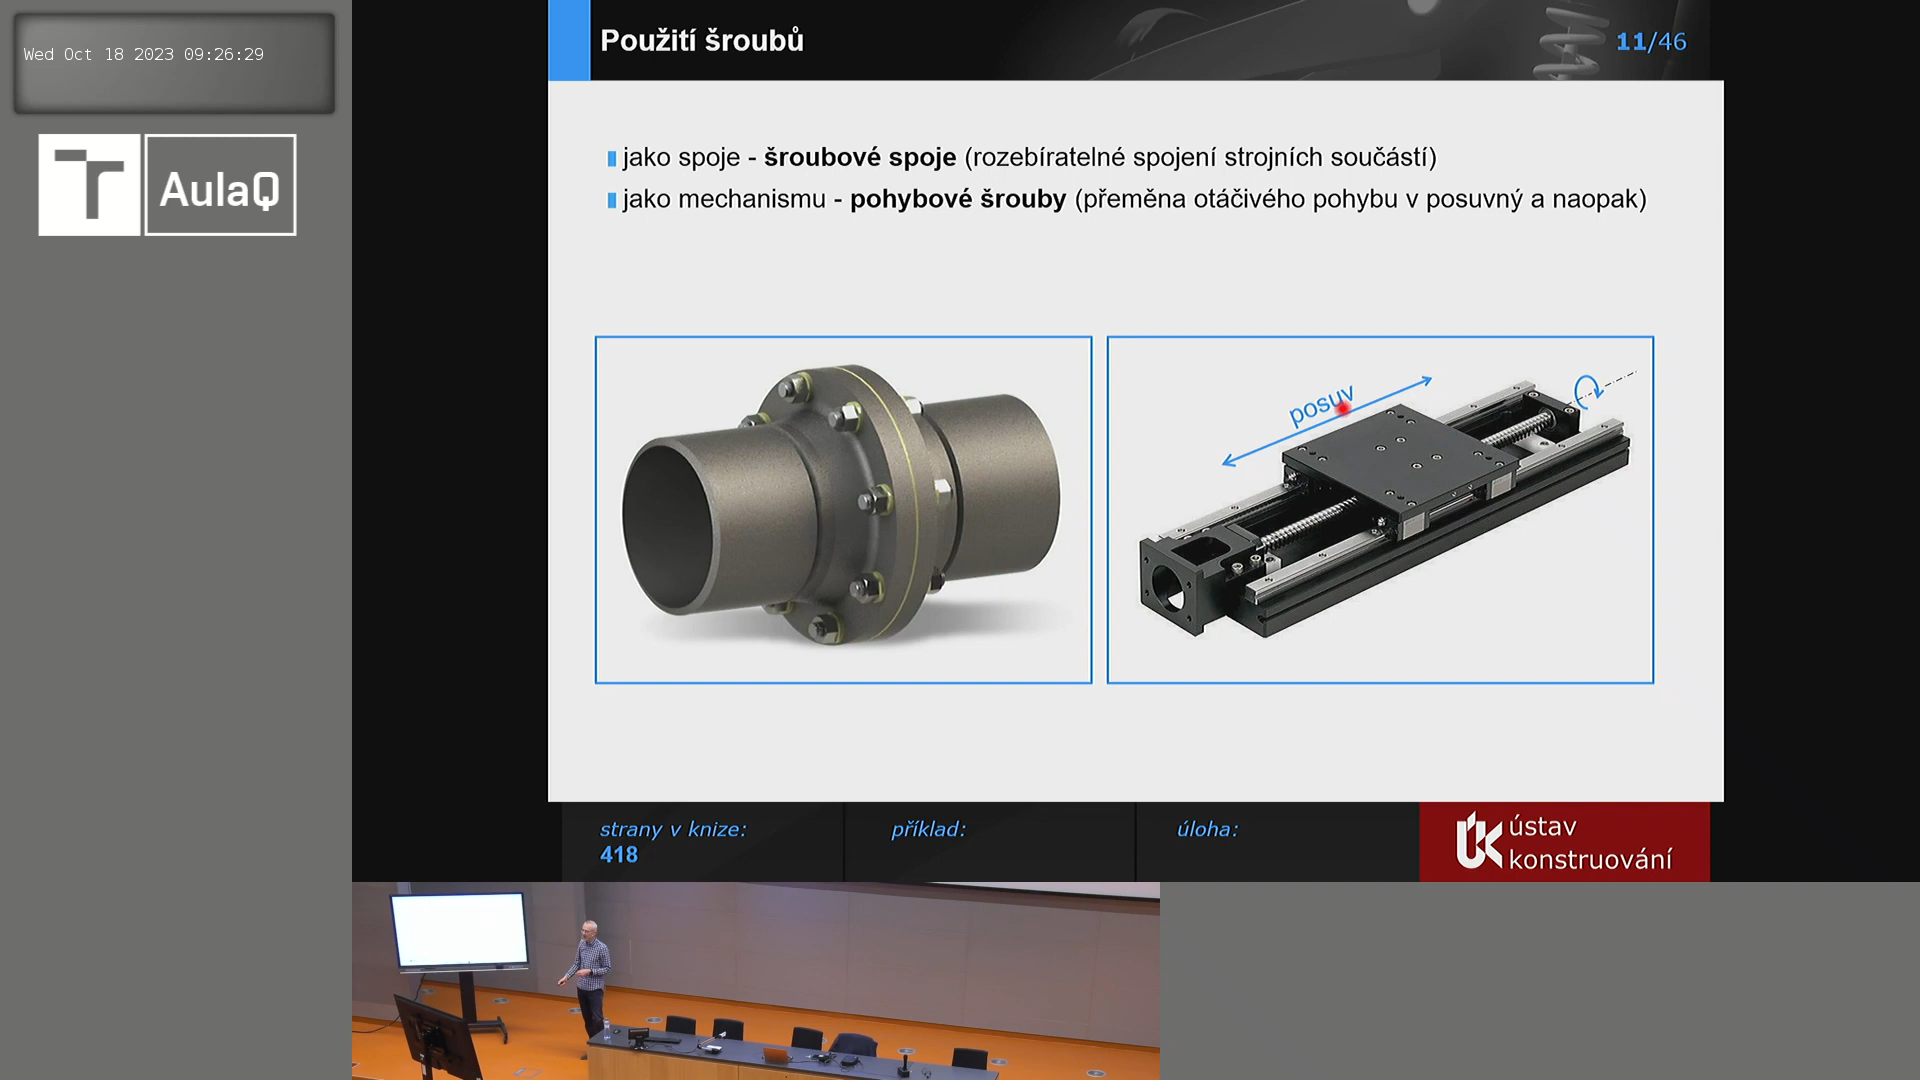 Wed Oct 18 2023 09:26:29
AulaQ
Použití šroubů
11/46
jako spoje - šroubové spoje (rozebíratelné spojení strojních součástí)
jako mechanismu - pohybové šrouby (přeměna otáčivého pohybu v posuvný a naopak)
posuv
strany v knize:
418
příklad:
úloha:
ÚK ústav
konstruování